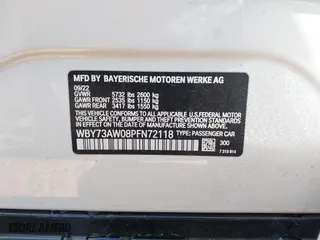 MFD BY BAYERISCHE MOTOREN WERKE AG
09/22
GVWR 5732 lbs 2600 kg
GAWR FRONT 2535 lbs 1150 kg
GAWR REAR 3417 lbs 1550 kg
THIS VEHICLE CONFORMS TO ALL APPLICABLE U.S.FEDERAL MOTOR
VEHICLE SAFETY, BUMPER, AND THEFT PREVENTION STANDARDS IN
EFFECT ON THE DATE OF MANUFACTURE SHOWN ABOVE.
WBY73AW08PFN72118 TYPE: PASSENGER CAR
300